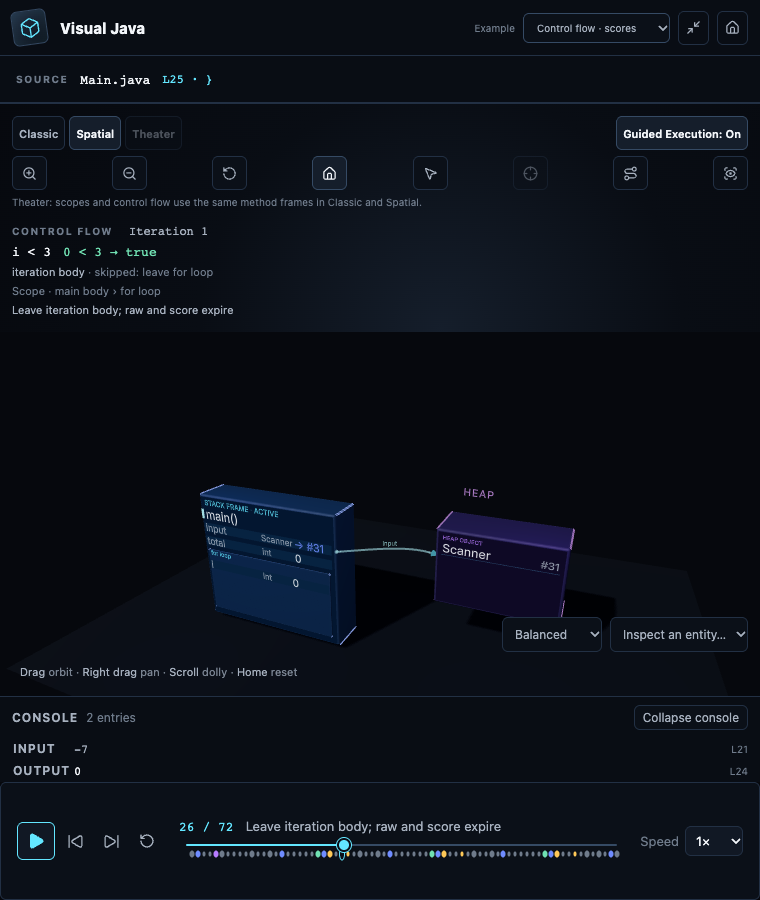 Visual Java
Example
Control flow · scores
SOURCE Main.java L25 · }
Classic
Spatial
Theater
Guided Execution: On
Theater: scopes and control flow use the same method frames in Classic and Spatial.
CONTROL FLOW Iteration 1
i < 3 0 < 3 → true
iteration body · skipped: leave for loop
Scope · main body › for loop
Leave iteration body; raw and score expire
HEAP
STACK FRAME ACTIVE
main()
input Scanner → #31
total int 0
for loop
i int 0
input
HEAP OBJECT
Scanner
#31
Balanced
Inspect an entity...
Drag orbit · Right drag pan · Scroll dolly · Home reset
CONSOLE 2 entries
Collapse console
INPUT -7 L21
OUTPUT 0 L24
26 / 72 Leave iteration body; raw and score expire
Speed 1×